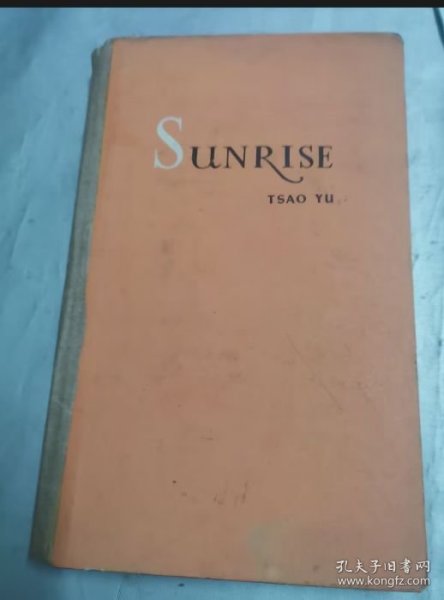 SUNRISE
TSAO YU
孔夫子旧书网
www.kongfz.com